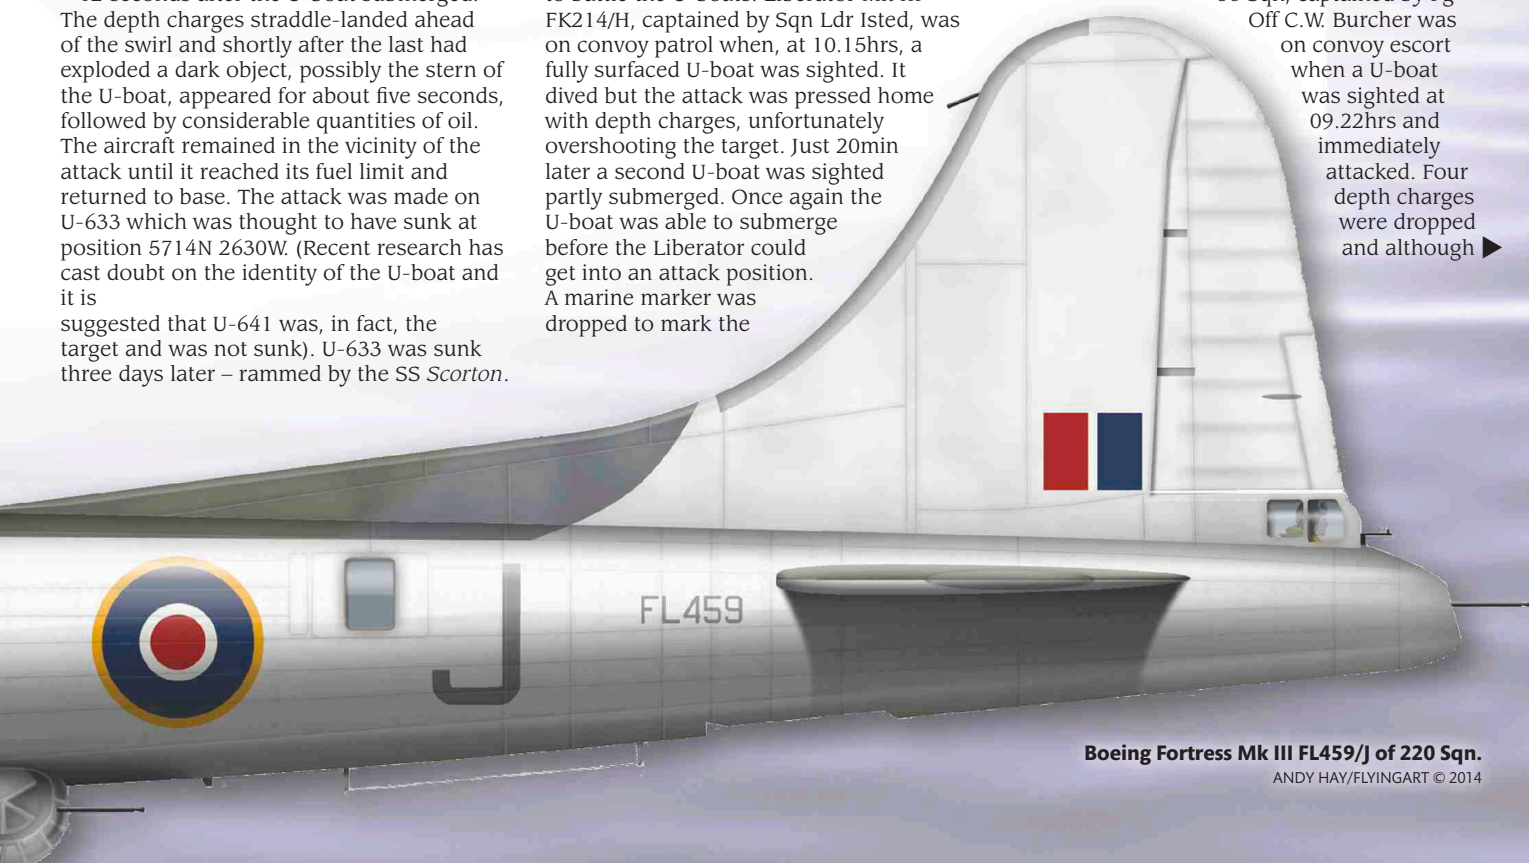 The depth charges straddle-landed ahead
of the swirl and shortly after the last had
exploded a dark object, possibly the stern of
the U-boat, appeared for about five seconds,
followed by considerable quantities of oil.
The aircraft remained in the vicinity of the
attack until it reached its fuel limit and
returned to base. The attack was made on
U-633 which was thought to have sunk at
position 5714N 2630W. (Recent research has
cast doubt on the identity of the U-boat and
it is
suggested that U-641 was, in fact, the
target and was not sunk). U-633 was sunk
three days later – rammed by the SS Scorton.
FK214/H, captained by Sqn Ldr Isted, was
on convoy patrol when, at 10.15hrs, a
fully surfaced U-boat was sighted. It
dived but the attack was pressed home
with depth charges, unfortunately
overshooting the target. Just 20min
later a second U-boat was sighted
partly submerged. Once again the
U-boat was able to submerge
before the Liberator could
get into an attack position.
A marine marker was
dropped to mark the
Off C.W. Burcher was
on convoy escort
when a U-boat
was sighted at
09.22hrs and
immediately
attacked. Four
depth charges
were dropped
and although ▶
J
FL459
Boeing Fortress Mk III FL459/J of 220 Sqn.
ANDY HAY/FLYINGART © 2014